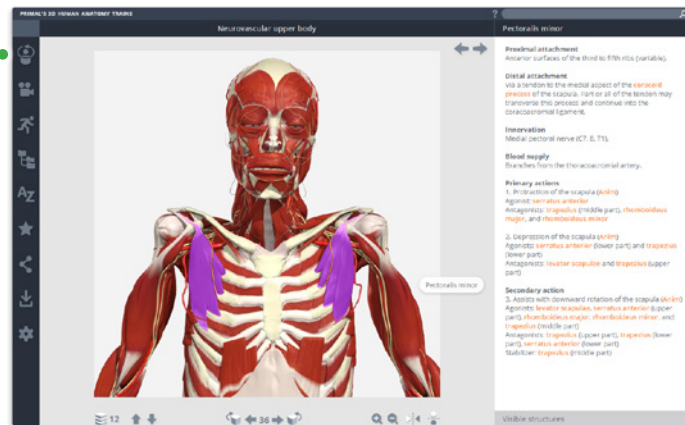 PRIMAL'S 3D HUMAN ANATOMY TRAINS
?
Neurovascular upper body
Pectoralis minor
Proximal attachment
Anterior surfaces of the third to fifth ribs (variable).
Distal attachment
Via a tendon to the medial aspect of the coracoid
process of the scapula. Part or all of the tendon may
transverse this process and continue into the
coracoacromial ligament.
Innervation
Medial pectoral nerve (C7, 8, T1).
Blood supply
Branches from the thoracoacromial artery.
Primary actions
1. Protraction of the scapula (Anim)
Agonist: serratus anterior
Antagonists: trapezius (middle part), rhomboideus
major, and rhomboideus minor
2. Depression of the scapula (Anim)
Agonists: serratus anterior (lower part) and trapezius
(lower part)
Antagonists: levator scapulae and trapezius (upper
part)
Secondary action
3. Assists with downward rotation of the scapula (Anim)
Agonists: levator scapulae, serratus anterior (upper
part), rhomboideus major, rhomboideus minor, and
trapezius (middle part)
Antagonists: trapezius (upper part), trapezius (lower
part), serratus anterior (lower part)
Stabilizer: trapezius (middle part)
AZ
Pectoralis minor
12
36
Visible structures